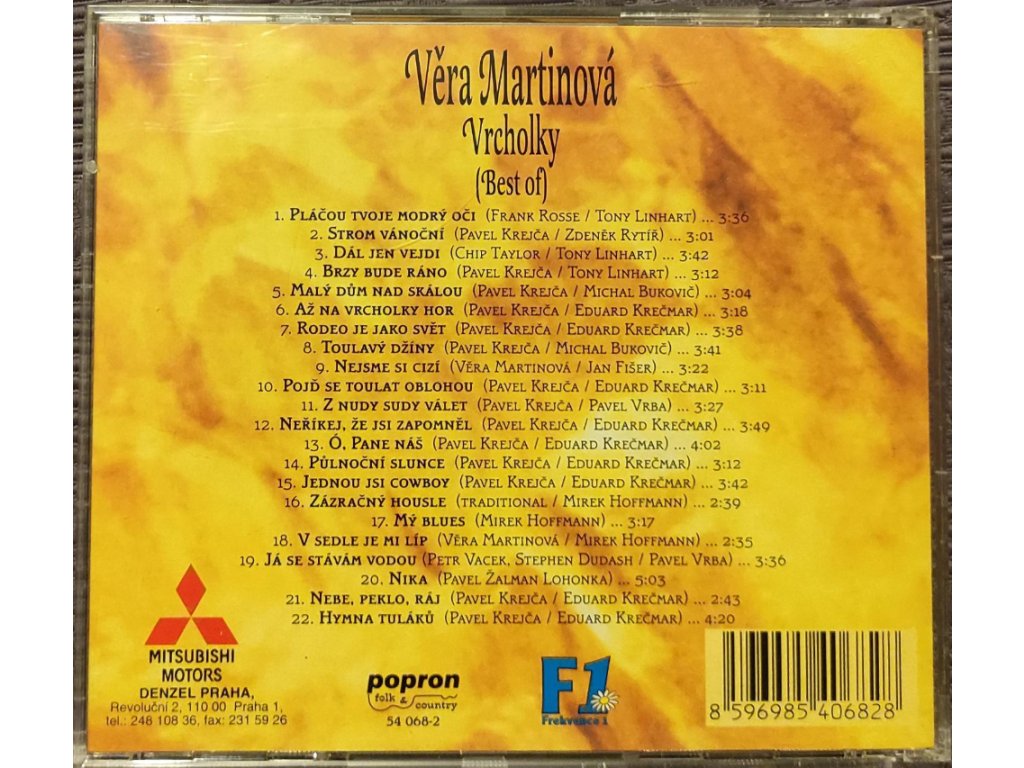 Věra Martinová
Vrcholky
(Best of)
1. Pláčou tvoje modrý oči (Frank Rosse / Tony Linhart) ... 3:36
2. Strom vánoční (Pavel Krejča / Zdeněk Rytíř) ... 3:01
3. Dál jen vejdi (Chip Taylor / Tony Linhart) ... 3:42
4. Brzy bude ráno (Pavel Krejča / Tony Linhart) ... 3:12
5. Malý dům nad skálou (Pavel Krejča / Michal Bukovič) ... 3:04
6. Až na vrcholky hor (Pavel Krejča / Eduard Krečmar) ... 3:18
7. Rodeo je jako svět (Pavel Krejča / Eduard Krečmar) ... 3:38
8. Toulavý džíny (Pavel Krejča / Michal Bukovič) ... 3:41
9. Nejsme si cizí (Věra Martinová / Jan Fišer) ... 3:22
10. Pojď se toulat oblohou (Pavel Krejča / Eduard Krečmar) ... 3:11
11. Z nudy sudy válet (Pavel Krejča / Pavel Vrba) ... 3:27
12. Neříkej, že jsi zapomněl (Pavel Krejča / Eduard Krečmar) ... 3:49
13. Ó, Pane náš (Pavel Krejča / Eduard Krečmar) ... 4:02
14. Půlnoční slunce (Pavel Krejča / Eduard Krečmar) ... 3:12
15. Jednou jsi cowboy (Pavel Krejča / Eduard Krečmar) ... 3:42
16. Zázračný housle (traditional / Mirek Hoffmann) ... 2:39
17. Mý blues (Mirek Hoffmann) ... 3:17
18. V sedle je mi líp (Věra Martinová / Mirek Hoffmann) ... 2:35
19. Já se stávám vodou (Petr Vacek, Stephen Dudash / Pavel Vrba) ... 3:36
20. Nika (Pavel Žalman Lohonka) ... 5:03
21. Nebe, peklo, ráj (Pavel Krejča / Eduard Krečmar) ... 2:43
22. Hymna tuláků (Pavel Krejča / Eduard Krečmar) ... 4:20
MITSUBISHI
MOTORS
DENZEL PRAHA,
Revoluční 2, 110 00 Praha 1,
tel.: 248 108 36, fax: 231 59 26
popron
folk & country
54 068-2
F1
Frekvence 1
8 596985 406828